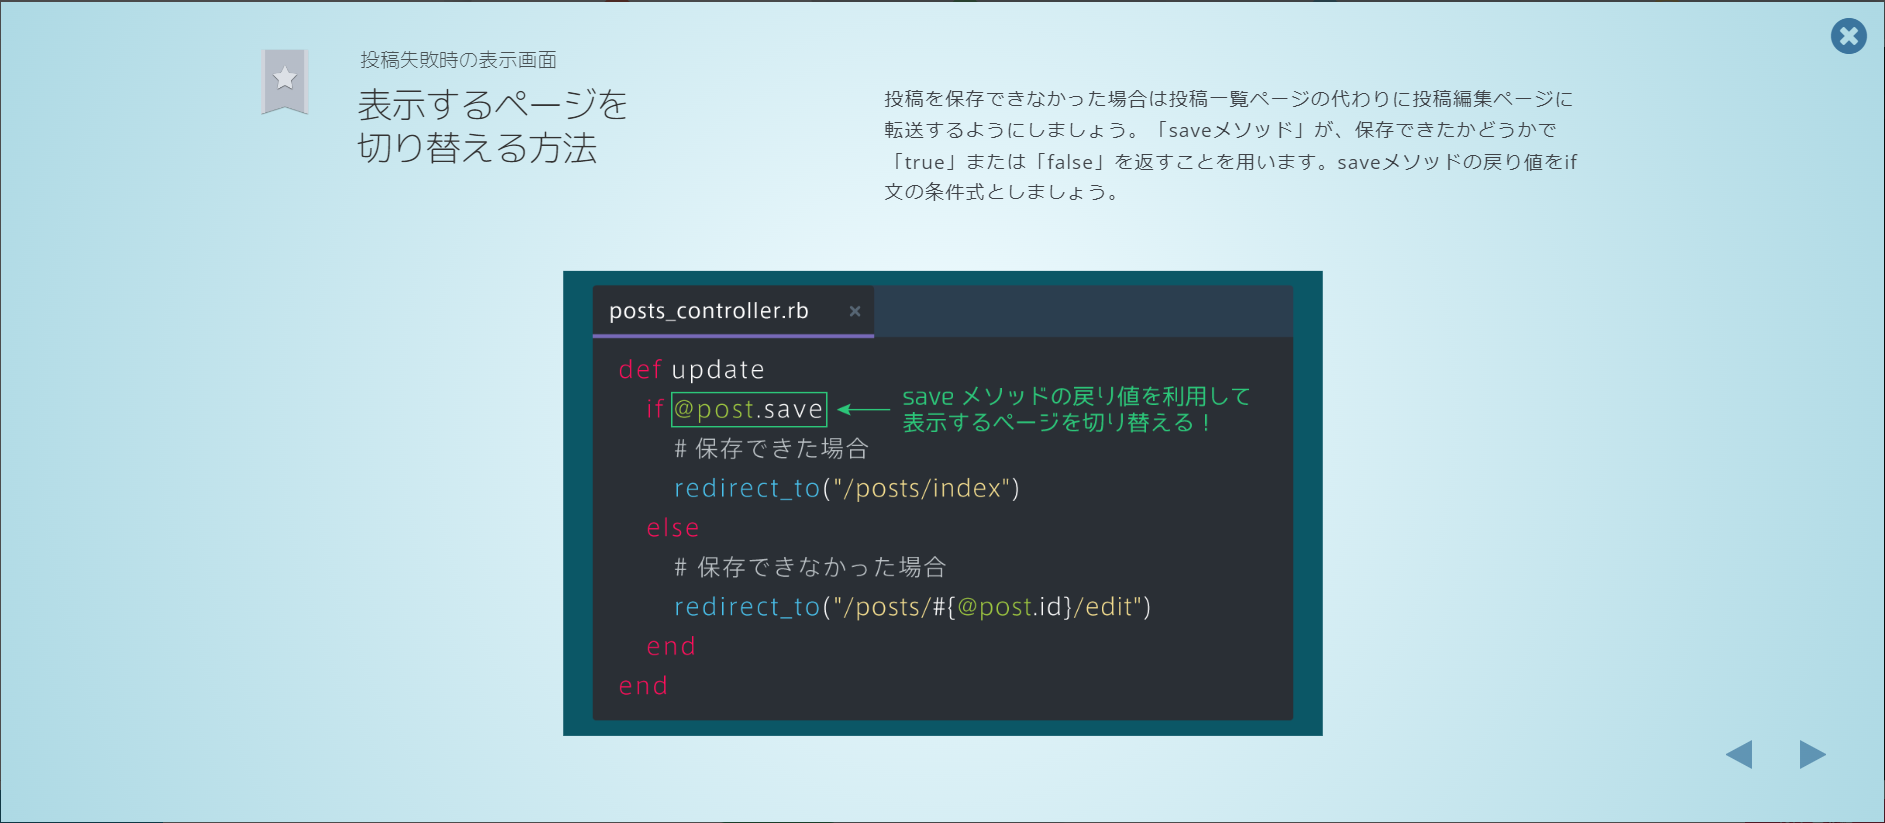 投稿失敗時の表示画面
表示するページを
切り替える方法
投稿を保存できなかった場合は投稿一覧ページの代わりに投稿編集ページに
転送するようにしましょう。「saveメソッド」が、保存できたかどうかで
「true」または「false」を返すことを用います。saveメソッドの戻り値をif
文の条件式としましょう。
posts_controller.rb ×
def update
if @post.save
save メソッドの戻り値を利用して
表示するページを切り替える！
# 保存できた場合
redirect_to("/posts/index")
else
# 保存できなかった場合
redirect_to("/posts/#{@post.id}/edit")
end
end